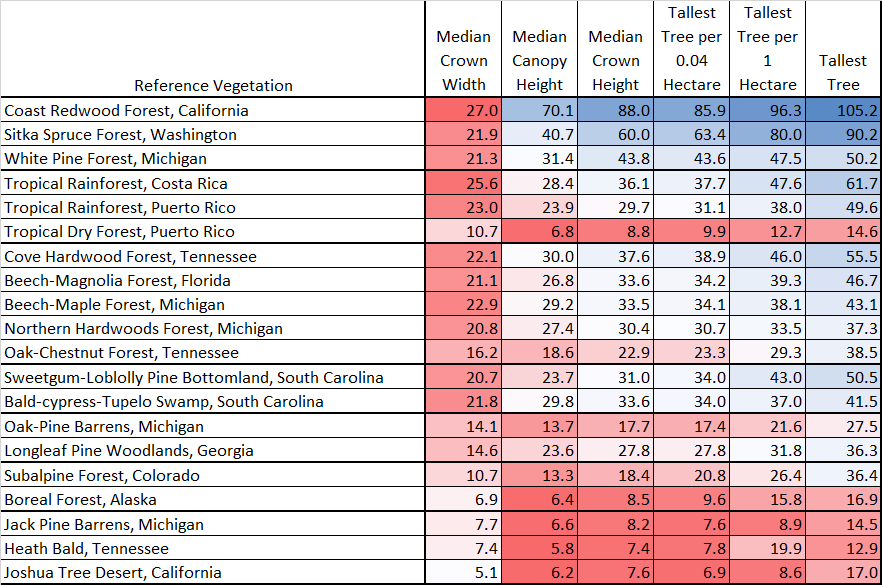 Tallest Tallest
Median Median Median Tree per Tree per
Crown Canopy Crown 0.04 1 Tallest
Reference Vegetation Width Height Height Hectare Hectare Tree
Coast Redwood Forest, California 27.0 70.1 88.0 85.9 96.3 105.2
Sitka Spruce Forest, Washington 21.9 40.7 60.0 63.4 80.0 90.2
White Pine Forest, Michigan 21.3 31.4 43.8 43.6 47.5 50.2
Tropical Rainforest, Costa Rica 25.6 28.4 36.1 37.7 47.6 61.7
Tropical Rainforest, Puerto Rico 23.0 23.9 29.7 31.1 38.0 49.6
Tropical Dry Forest, Puerto Rico 10.7 6.8 8.8 9.9 12.7 14.6
Cove Hardwood Forest, Tennessee 22.1 30.0 37.6 38.9 46.0 55.5
Beech-Magnolia Forest, Florida 21.1 26.8 33.6 34.2 39.3 46.7
Beech-Maple Forest, Michigan 22.9 29.2 33.5 34.1 38.1 43.1
Northern Hardwoods Forest, Michigan 20.8 27.4 30.4 30.7 33.5 37.3
Oak-Chestnut Forest, Tennessee 16.2 18.6 22.9 23.3 29.3 38.5
Sweetgum-Loblolly Pine Bottomland, South Carolina 20.7 23.7 31.0 34.0 43.0 50.5
Bald-cypress-Tupelo Swamp, South Carolina 21.8 29.8 33.6 34.0 37.0 41.5
Oak-Pine Barrens, Michigan 14.1 13.7 17.7 17.4 21.6 27.5
Longleaf Pine Woodlands, Georgia 14.6 23.6 27.8 27.8 31.8 36.3
Subalpine Forest, Colorado 10.7 13.3 18.4 20.8 26.4 36.4
Boreal Forest, Alaska 6.9 6.4 8.5 9.6 15.8 16.9
Jack Pine Barrens, Michigan 7.7 6.6 8.2 7.6 8.9 14.5
Heath Bald, Tennessee 7.4 5.8 7.4 7.8 19.9 12.9
Joshua Tree Desert, California 5.1 6.2 7.6 6.9 8.6 17.0